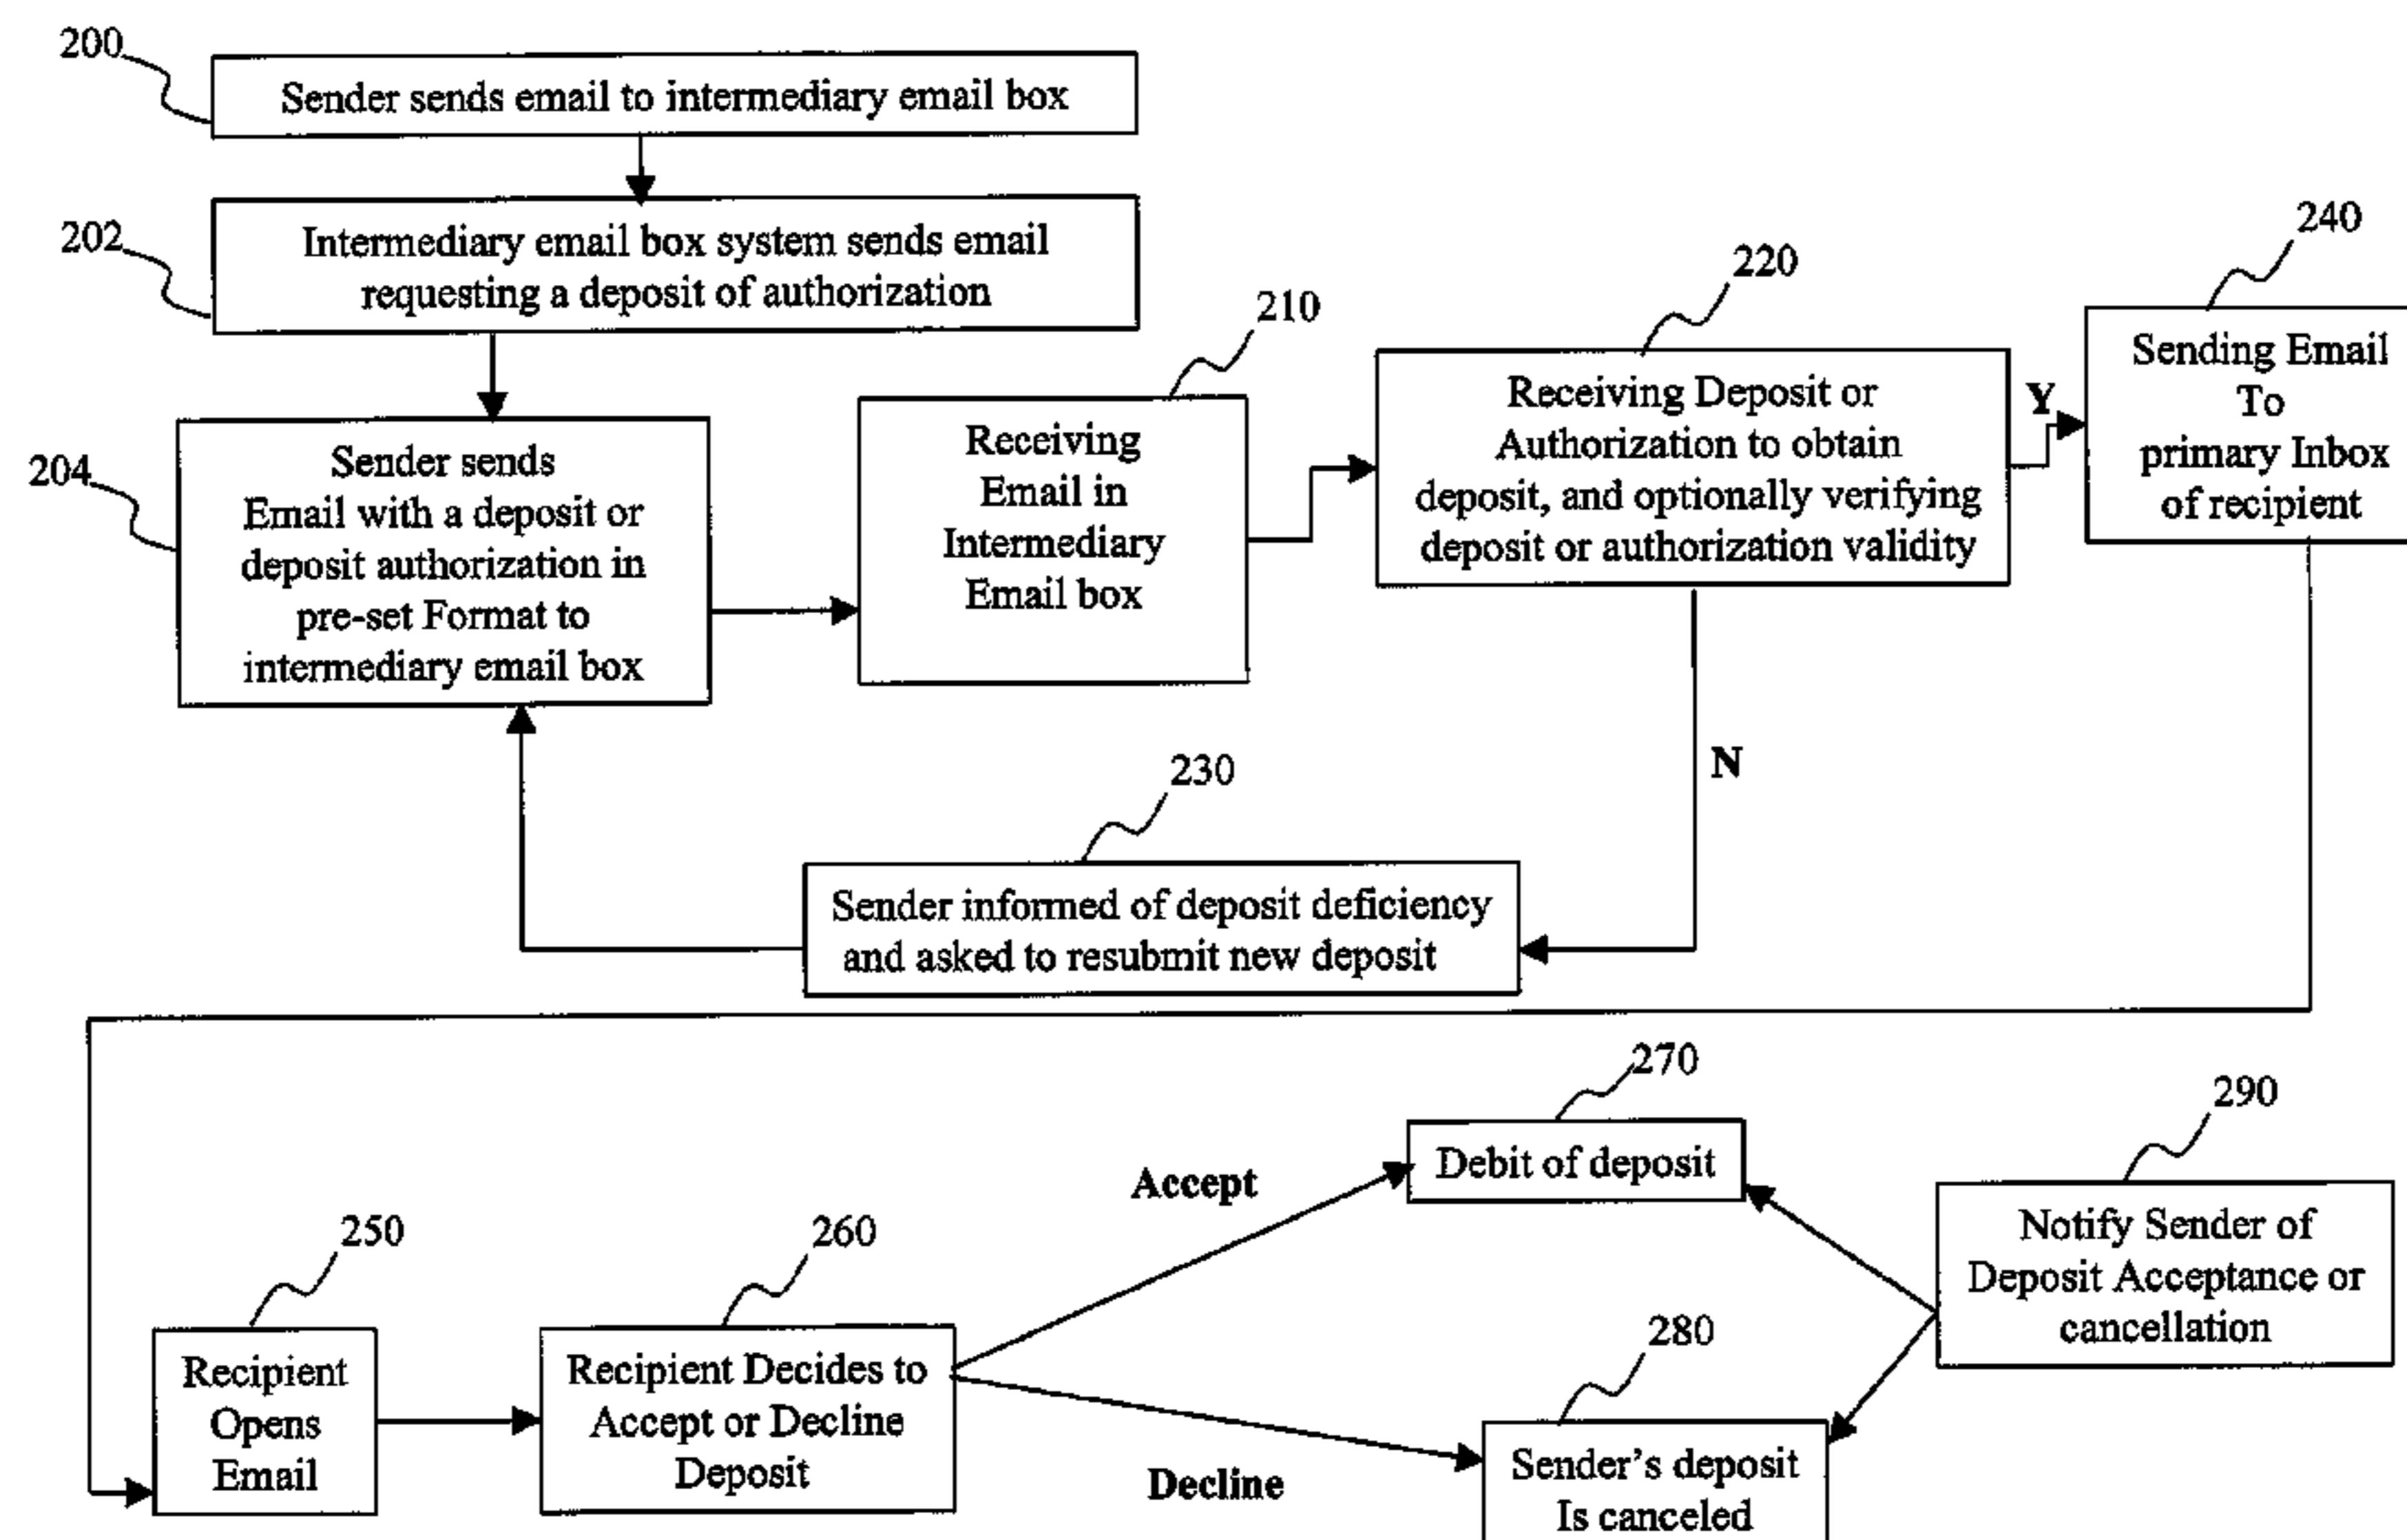 200
Sender sends email to intermediary email box
202
Intermediary email box system sends email
requesting a deposit of authorization
204
Sender sends
Email with a deposit or
deposit authorization in
pre-set Format to
intermediary email box
210
Receiving
Email in
Intermediary
Email box
220
Receiving Deposit or
Authorization to obtain
deposit, and optionally verifying
deposit or authorization validity
Y
240
Sending Email
To
primary Inbox
of recipient
N
230
Sender informed of deposit deficiency
and asked to resubmit new deposit
250
Recipient
Opens
Email
260
Recipient Decides to
Accept or Decline
Deposit
Accept
270
Debit of deposit
Decline
280
Sender's deposit
Is canceled
290
Notify Sender of
Deposit Acceptance or
cancellation